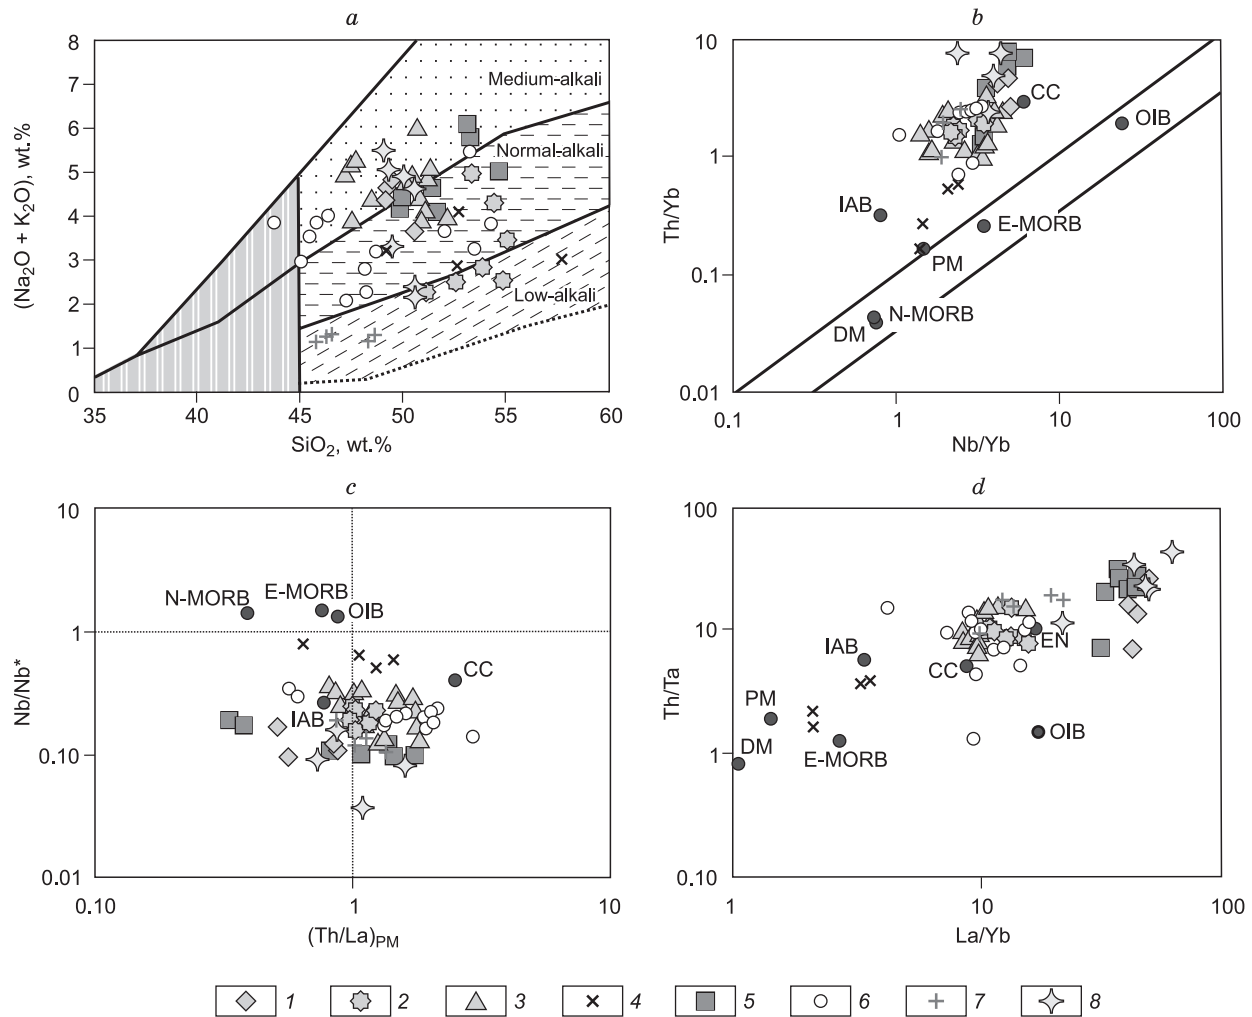 a
8
7
6
5
4
3
2
1
0
35
40
45
50
55
60
(Na2O + K2O), wt.%
SiO2, wt.%
Medium-alkali
Normal-alkali
Low-alkali
b
10
1
0.1
0.01
0.1
1
10
100
Th/Yb
Nb/Yb
CC
OIB
IAB
E-MORB
PM
N-MORB
DM
c
10
1
0.10
0.01
0.10
1
10
Nb/Nb*
(Th/La)PM
N-MORB
E-MORB
OIB
CC
IAB
d
100
10
1
0.10
1
10
100
Th/Ta
La/Yb
IAB
EN
CC
PM
OIB
DM
E-MORB
1
2
3
4
5
6
7
8